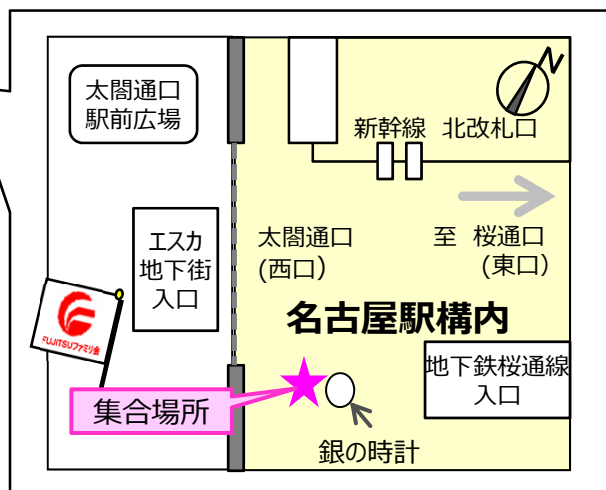 太閤通口
駅前広場
N
新幹線 北改札口
エスカ
地下街
入口
太閤通口
(西口)
至 桜通口
(東口)
名古屋駅構内
FUJITSUファミリ会
地下鉄桜通線
入口
集合場所
銀の時計